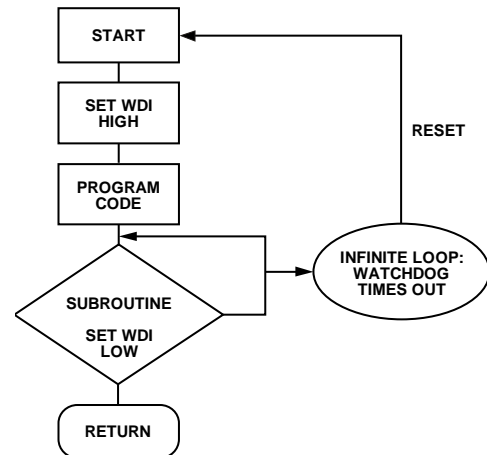 START
SET WDI
HIGH
RESET
PROGRAM
CODE
INFINITE LOOP:
WATCHDOG
TIMES OUT
SUBROUTINE
SET WDI
LOW
RETURN